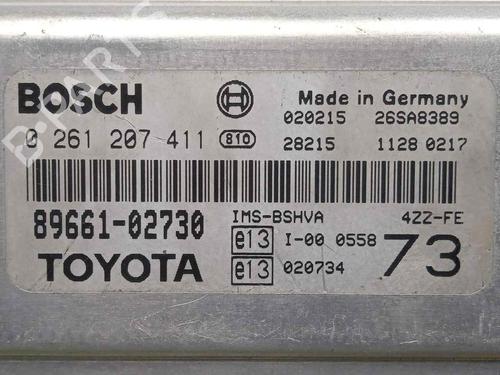 BOSCH
Made in Germany
020215 26SA8389
0 261 207 411 810
28215 1128 0217
89661-02730
IMS-BSHVA 4ZZ-FE
e13 I-00 0558
73
TOYOTA
e13 020734
B-PARTS